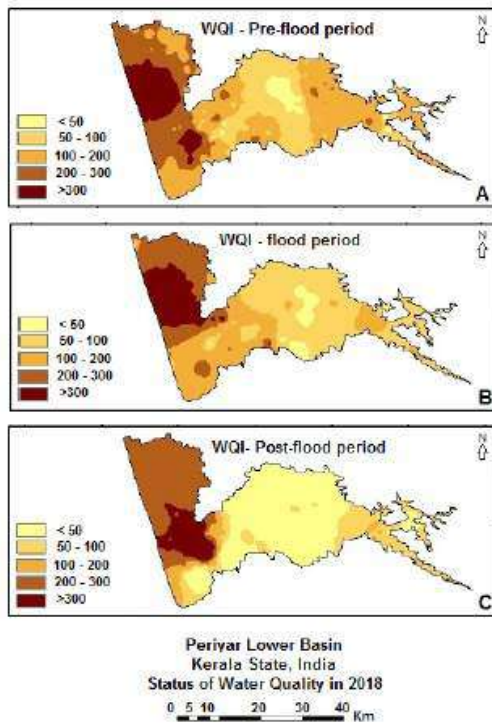 WQI - Pre-flood period
N
< 50
50 - 100
100 - 200
200 - 300
>300
A
WQI - flood period
N
< 50
50 - 100
100 - 200
200 - 300
>300
B
WQI- Post-flood period
N
< 50
50 - 100
100 - 200
200 - 300
>300
C
Periyar Lower Basin
Kerala State, India
Status of Water Quality in 2018
0 5 10 20 30 40 Km